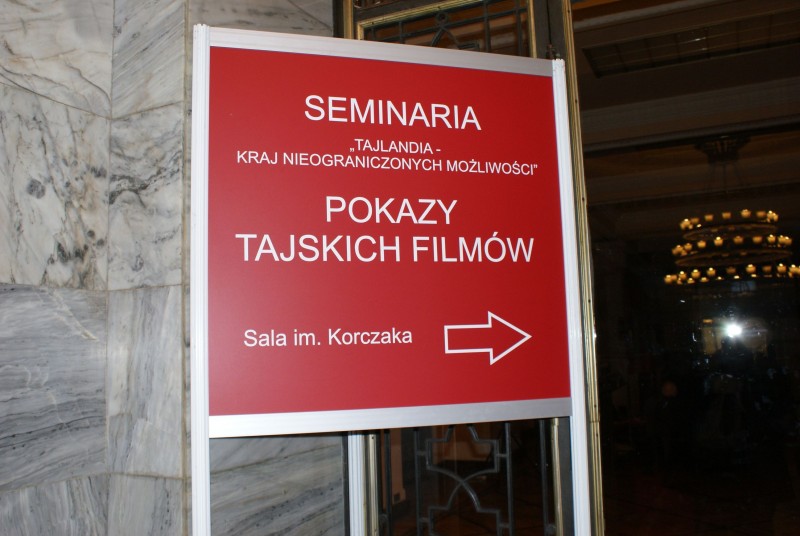 SEMINARIA
„TAJLANDIA -
KRAJ NIEOGRANICZONYCH MOŻLIWOŚCI"
POKAZY
TAJSKICH FILMÓW
Sala im. Korczaka